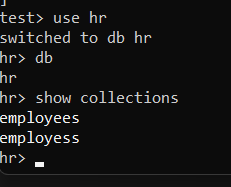 test> use hr
switched to db hr
hr> db
hr
hr> show collections
employees
employess
hr>